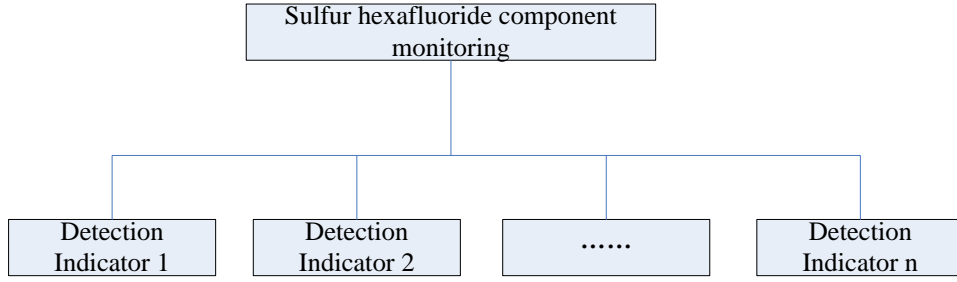 Sulfur hexafluoride component
monitoring
Detection
Indicator 1
Detection
Indicator 2
……
Detection
Indicator n